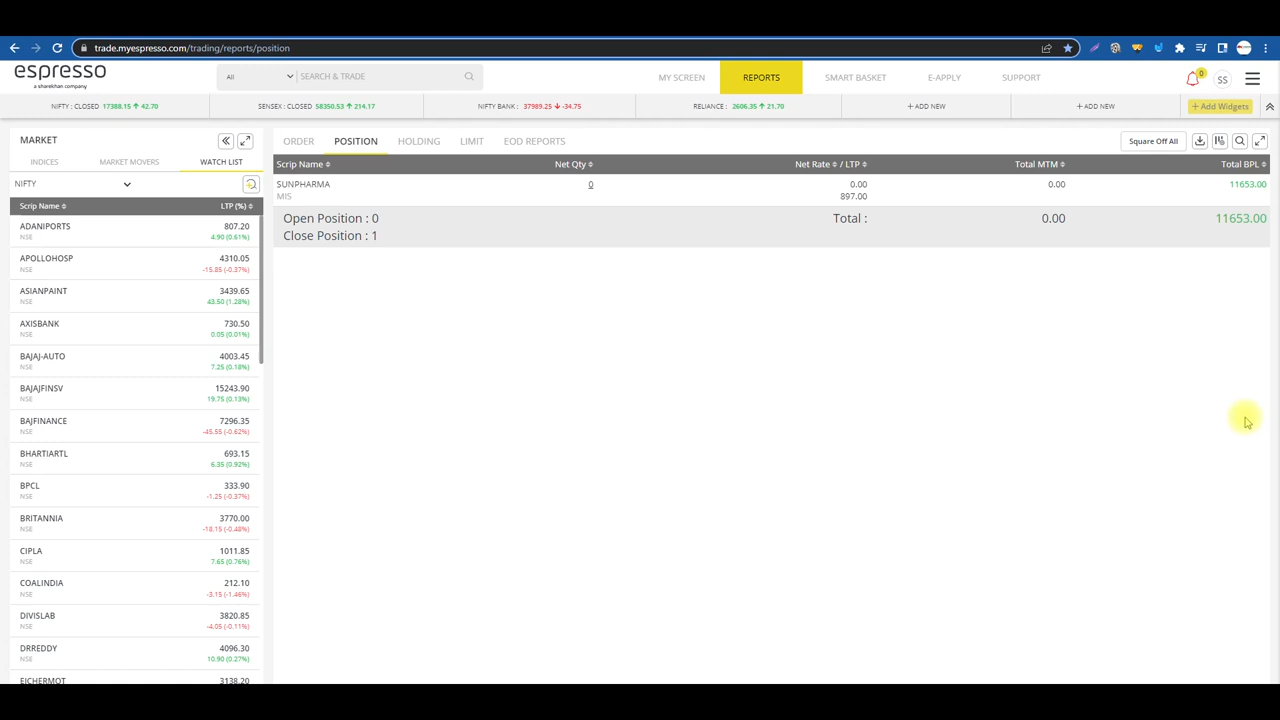 trade.myespresso.com/trading/reports/position
espresso
a sharekhan company
All
SEARCH & TRADE
MY SCREEN
REPORTS
SMART BASKET
E-APPLY
SUPPORT
0
SS
NIFTY : CLOSED 17388.15 42.70
SENSEX : CLOSED 58350.53 214.17
NIFTY BANK : 37989.25 -34.75
RELIANCE : 2606.35 21.70
+ ADD NEW
+ ADD NEW
+ Add Widgets
MARKET
INDICES
MARKET MOVERS
WATCH LIST
NIFTY
Scrip Name LTP (%)
ADANIPORTS 807.20
NSE 4.90 (0.61%)
APOLLOHOSP 4310.05
NSE -15.85 (-0.37%)
ASIANPAINT 3439.65
NSE 43.50 (1.28%)
AXISBANK 730.50
NSE 0.05 (0.01%)
BAJAJ-AUTO 4003.45
NSE 7.25 (0.18%)
BAJAJFINSV 15243.90
NSE 19.75 (0.13%)
BAJFINANCE 7296.35
NSE -45.55 (-0.62%)
BHARTIARTL 693.15
NSE 6.35 (0.92%)
BPCL 333.90
NSE -1.25 (-0.37%)
BRITANNIA 3770.00
NSE -18.15 (-0.48%)
CIPLA 1011.85
NSE 7.65 (0.76%)
COALINDIA 212.10
NSE -3.15 (-1.46%)
DIVISLAB 3820.85
NSE -4.05 (-0.11%)
DRREDDY 4096.30
NSE 10.90 (0.27%)
EICHERMOT 3138.20
ORDER
POSITION
HOLDING
LIMIT
EOD REPORTS
Square Off All
Scrip Name Net Qty Net Rate / LTP Total MTM Total BPL
SUNPHARMA 0 0.00 0.00 11653.00
MIS 897.00
Open Position : 0 Total : 0.00 11653.00
Close Position : 1